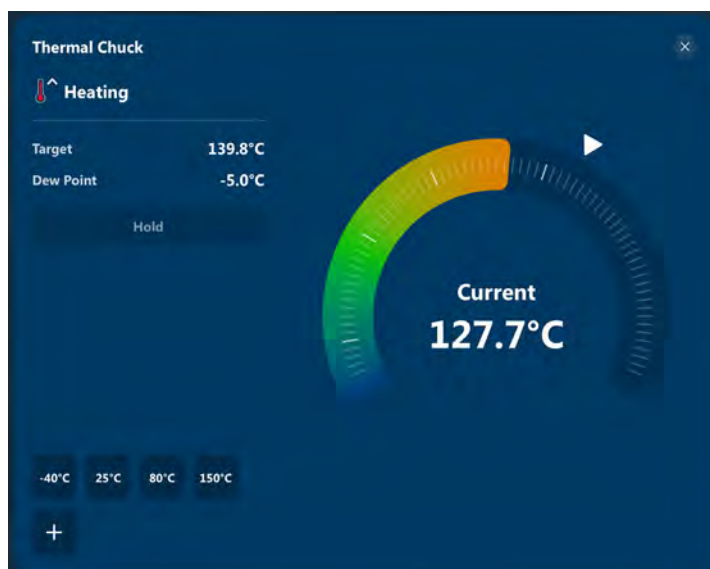 Thermal Chuck
Heating
Target 139.8°C
Dew Point -5.0°C
Hold
Current
127.7°C
-40°C 25°C 80°C 150°C
+